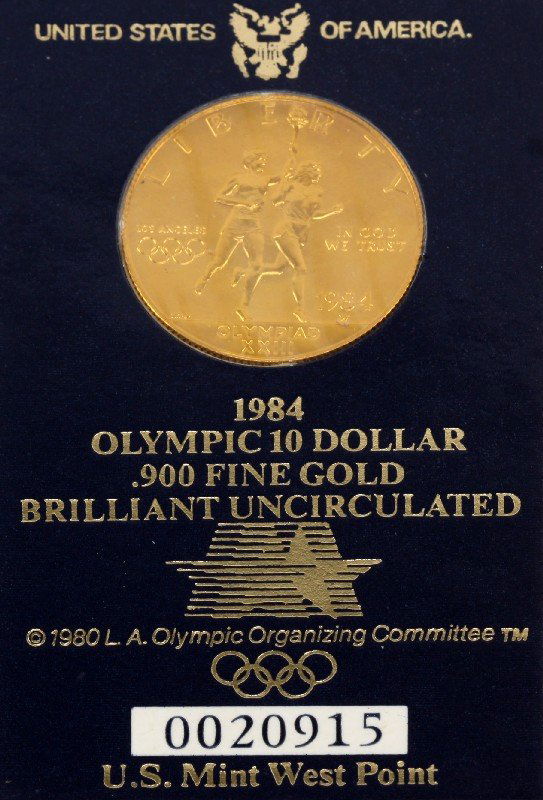 UNITED STATES OF AMERICA.
LIBERTY
LOS ANGELES
IN GOD
WE TRUST
1984
W
OLYMPIAD
XXIII
1984
OLYMPIC 10 DOLLAR
.900 FINE GOLD
BRILLIANT UNCIRCULATED
© 1980 L.A. Olympic Organizing Committee TM
0020915
U.S. Mint West Point